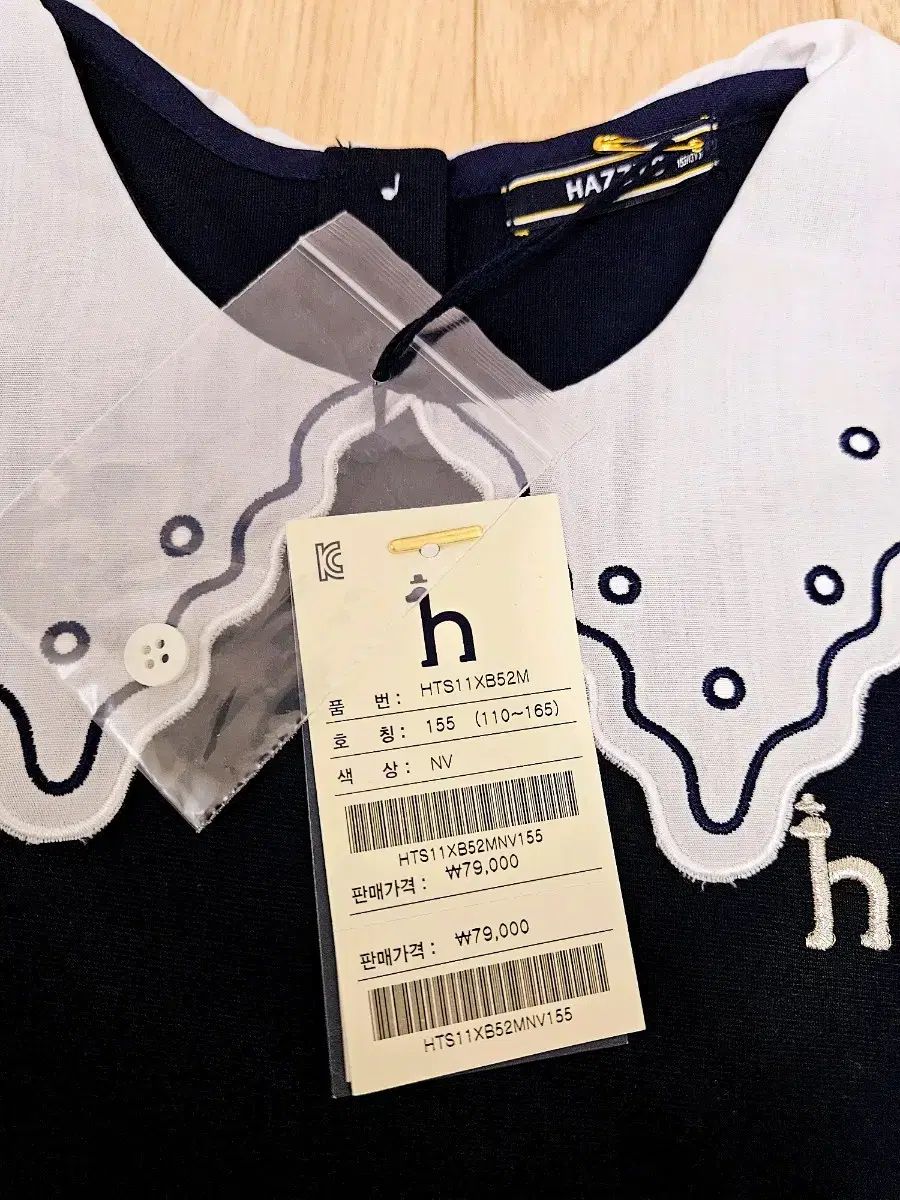 KC
h
품 번: HTS11XB52M
호 칭: 155 (110~165)
색 상: NV
HTS11XB52MNV155
판매가격: ₩79,000
판매가격: ₩79,000
HTS11XB52MNV155
h